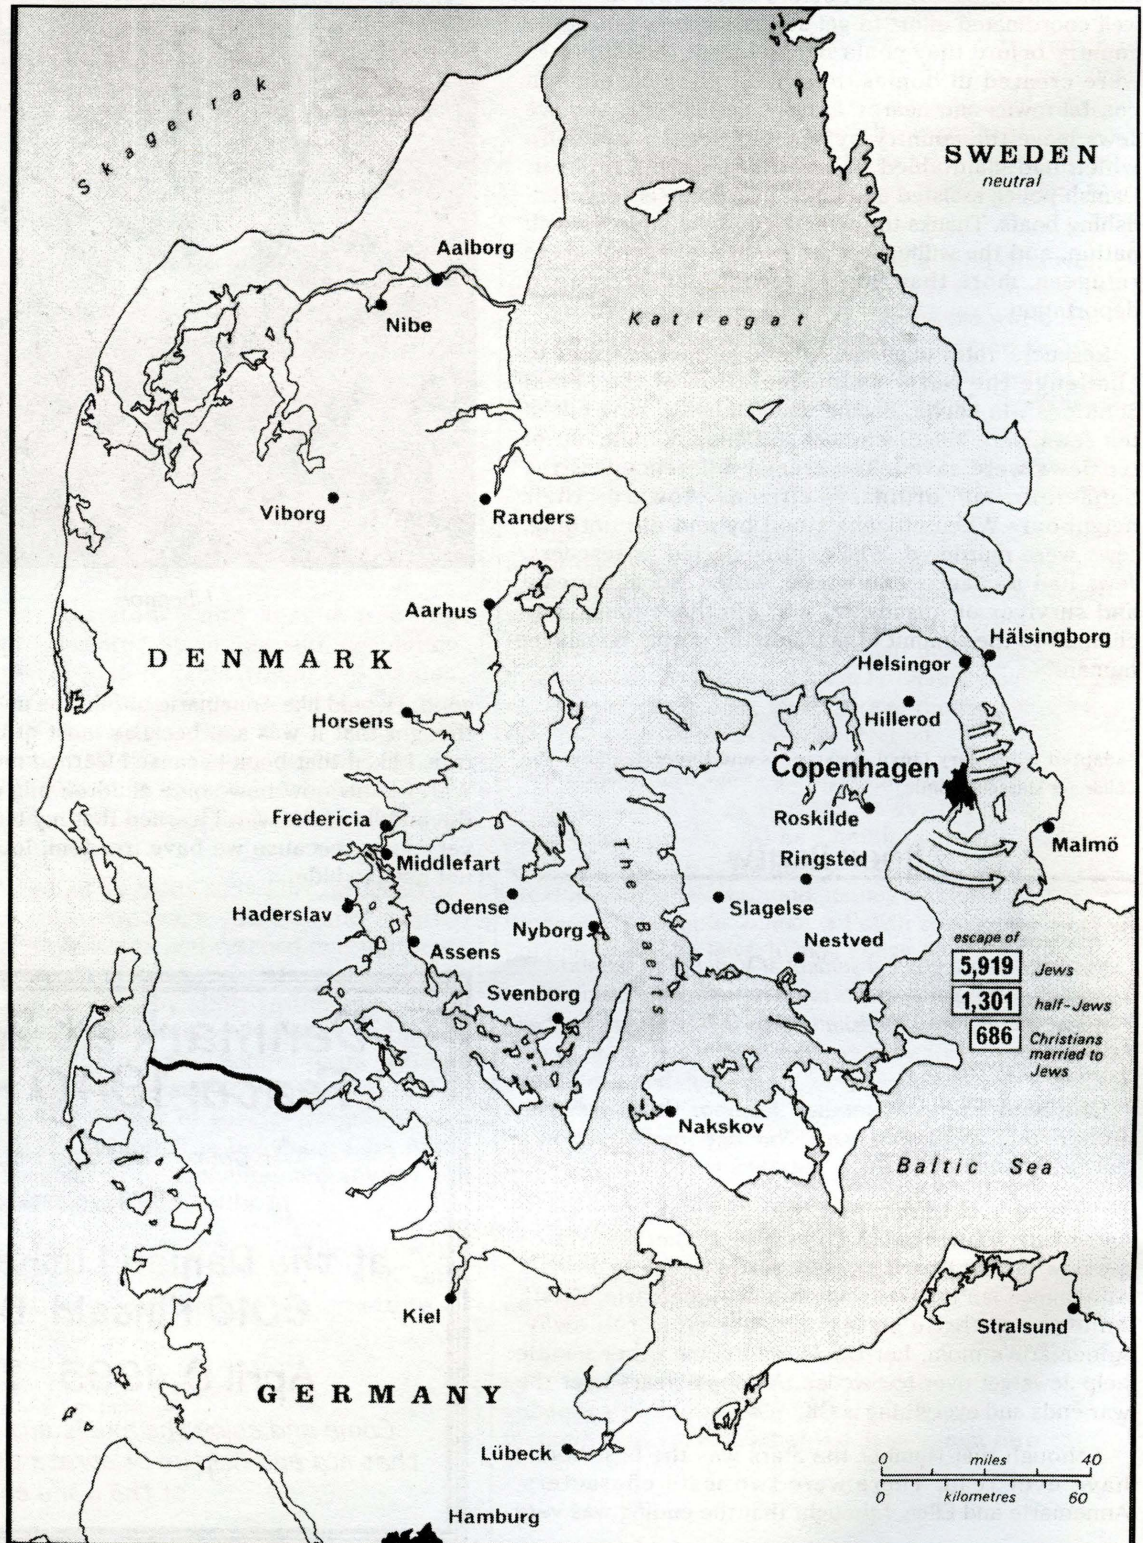 Skagerrak
SWEDEN
neutral
Aalborg
Nibe
Kattegat
Viborg
Randers
Aarhus
DENMARK
Hälsingborg
Helsingor
Hillerod
Horsens
Copenhagen
Roskilde
Fredericia
Middlefart
Malmö
Ringsted
Odense
Slagelse
Haderslav
Nyborg
The Baelts
Nestved
Assens
escape of
5,919 Jews
1,301 half-Jews
686 Christians
married to
Jews
Svenborg
Nakskov
Baltic Sea
Kiel
Stralsund
GERMANY
Lübeck
0 miles 40
0 kilometres 60
Hamburg